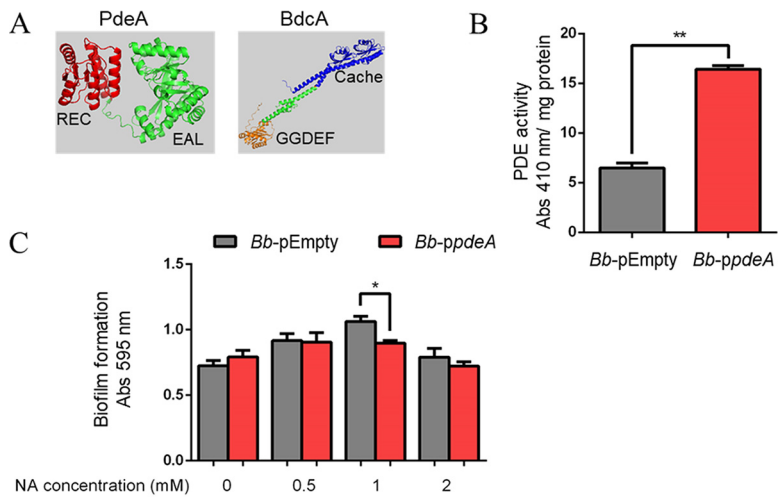 A
PdeA
BdcA
REC
EAL
Cache
GGDEF
B
PDE activity
Abs 410 nm/ mg protein
20
15
10
5
0
**
Bb-pEmpty
Bb-ppdeA
C
Bb-pEmpty
Bb-ppdeA
Biofilm formation
Abs 595 nm
1.5
1.0
0.5
0.0
*
NA concentration (mM) 0 0.5 1 2